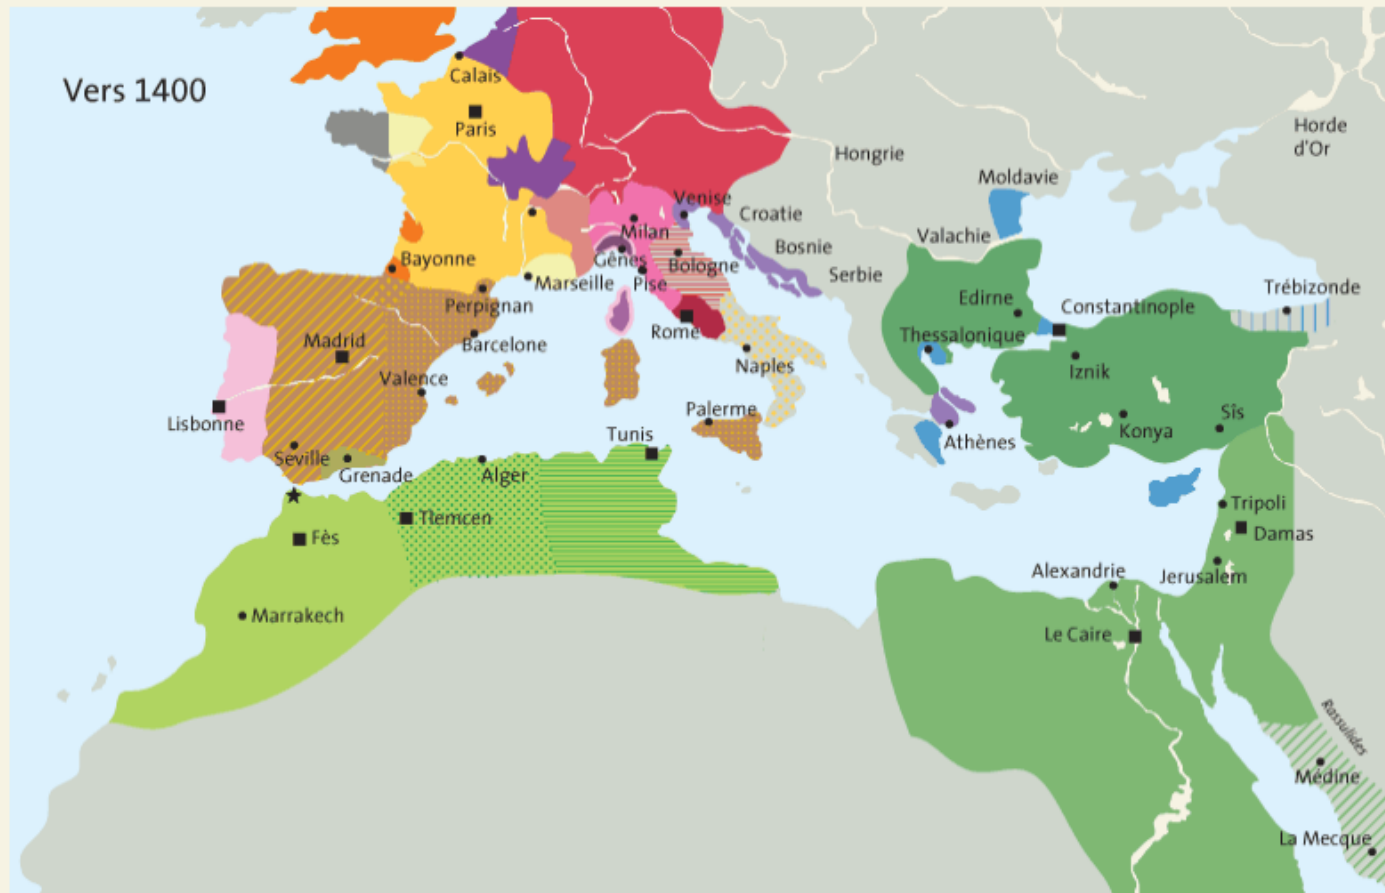 Vers 1400
Calais
Paris
Horde
d'Or
Hongrie
Moldavie
Venise
Croatie
Milan
Valachie
Bosnie
Gênes
Bologne
Bayonne
Serbie
Marseille
Pise
Trébizonde
Edirne
Constantinople
Perpignan
Rome
Thessalonique
Madrid
Barcelone
Naples
Iznik
Valence
Palerme
Sîs
Lisbonne
Tunis
Konya
Athènes
Seville
Grenade
Alger
Tripoli
Tlemcen
Damas
Fès
Alexandrie
Jerusalem
Marrakech
Le Caire
Rassulides
Médine
La Mecque